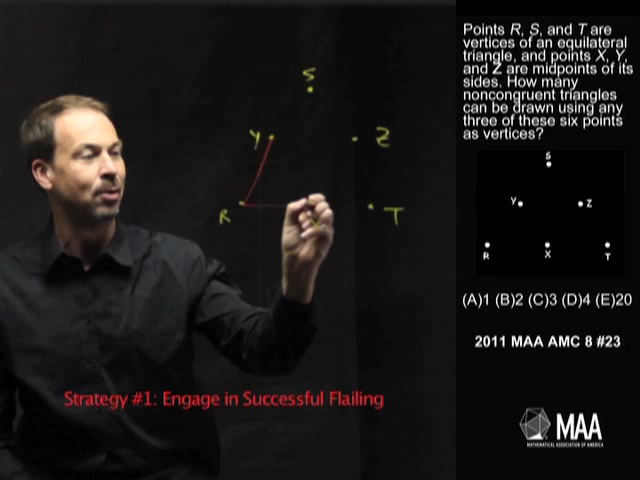 Points R, S, and T are
vertices of an equilateral
triangle, and points X, Y,
and Z are midpoints of its
sides. How many
noncongruent triangles
can be drawn using any
three of these six points
as vertices?
S
Y Z
R X T
(A)1 (B)2 (C)3 (D)4 (E)20
2011 MAA AMC 8 #23
S
Y Z
R T
Strategy #1: Engage in Successful Flailing
MAA
MATHEMATICAL ASSOCIATION OF AMERICA